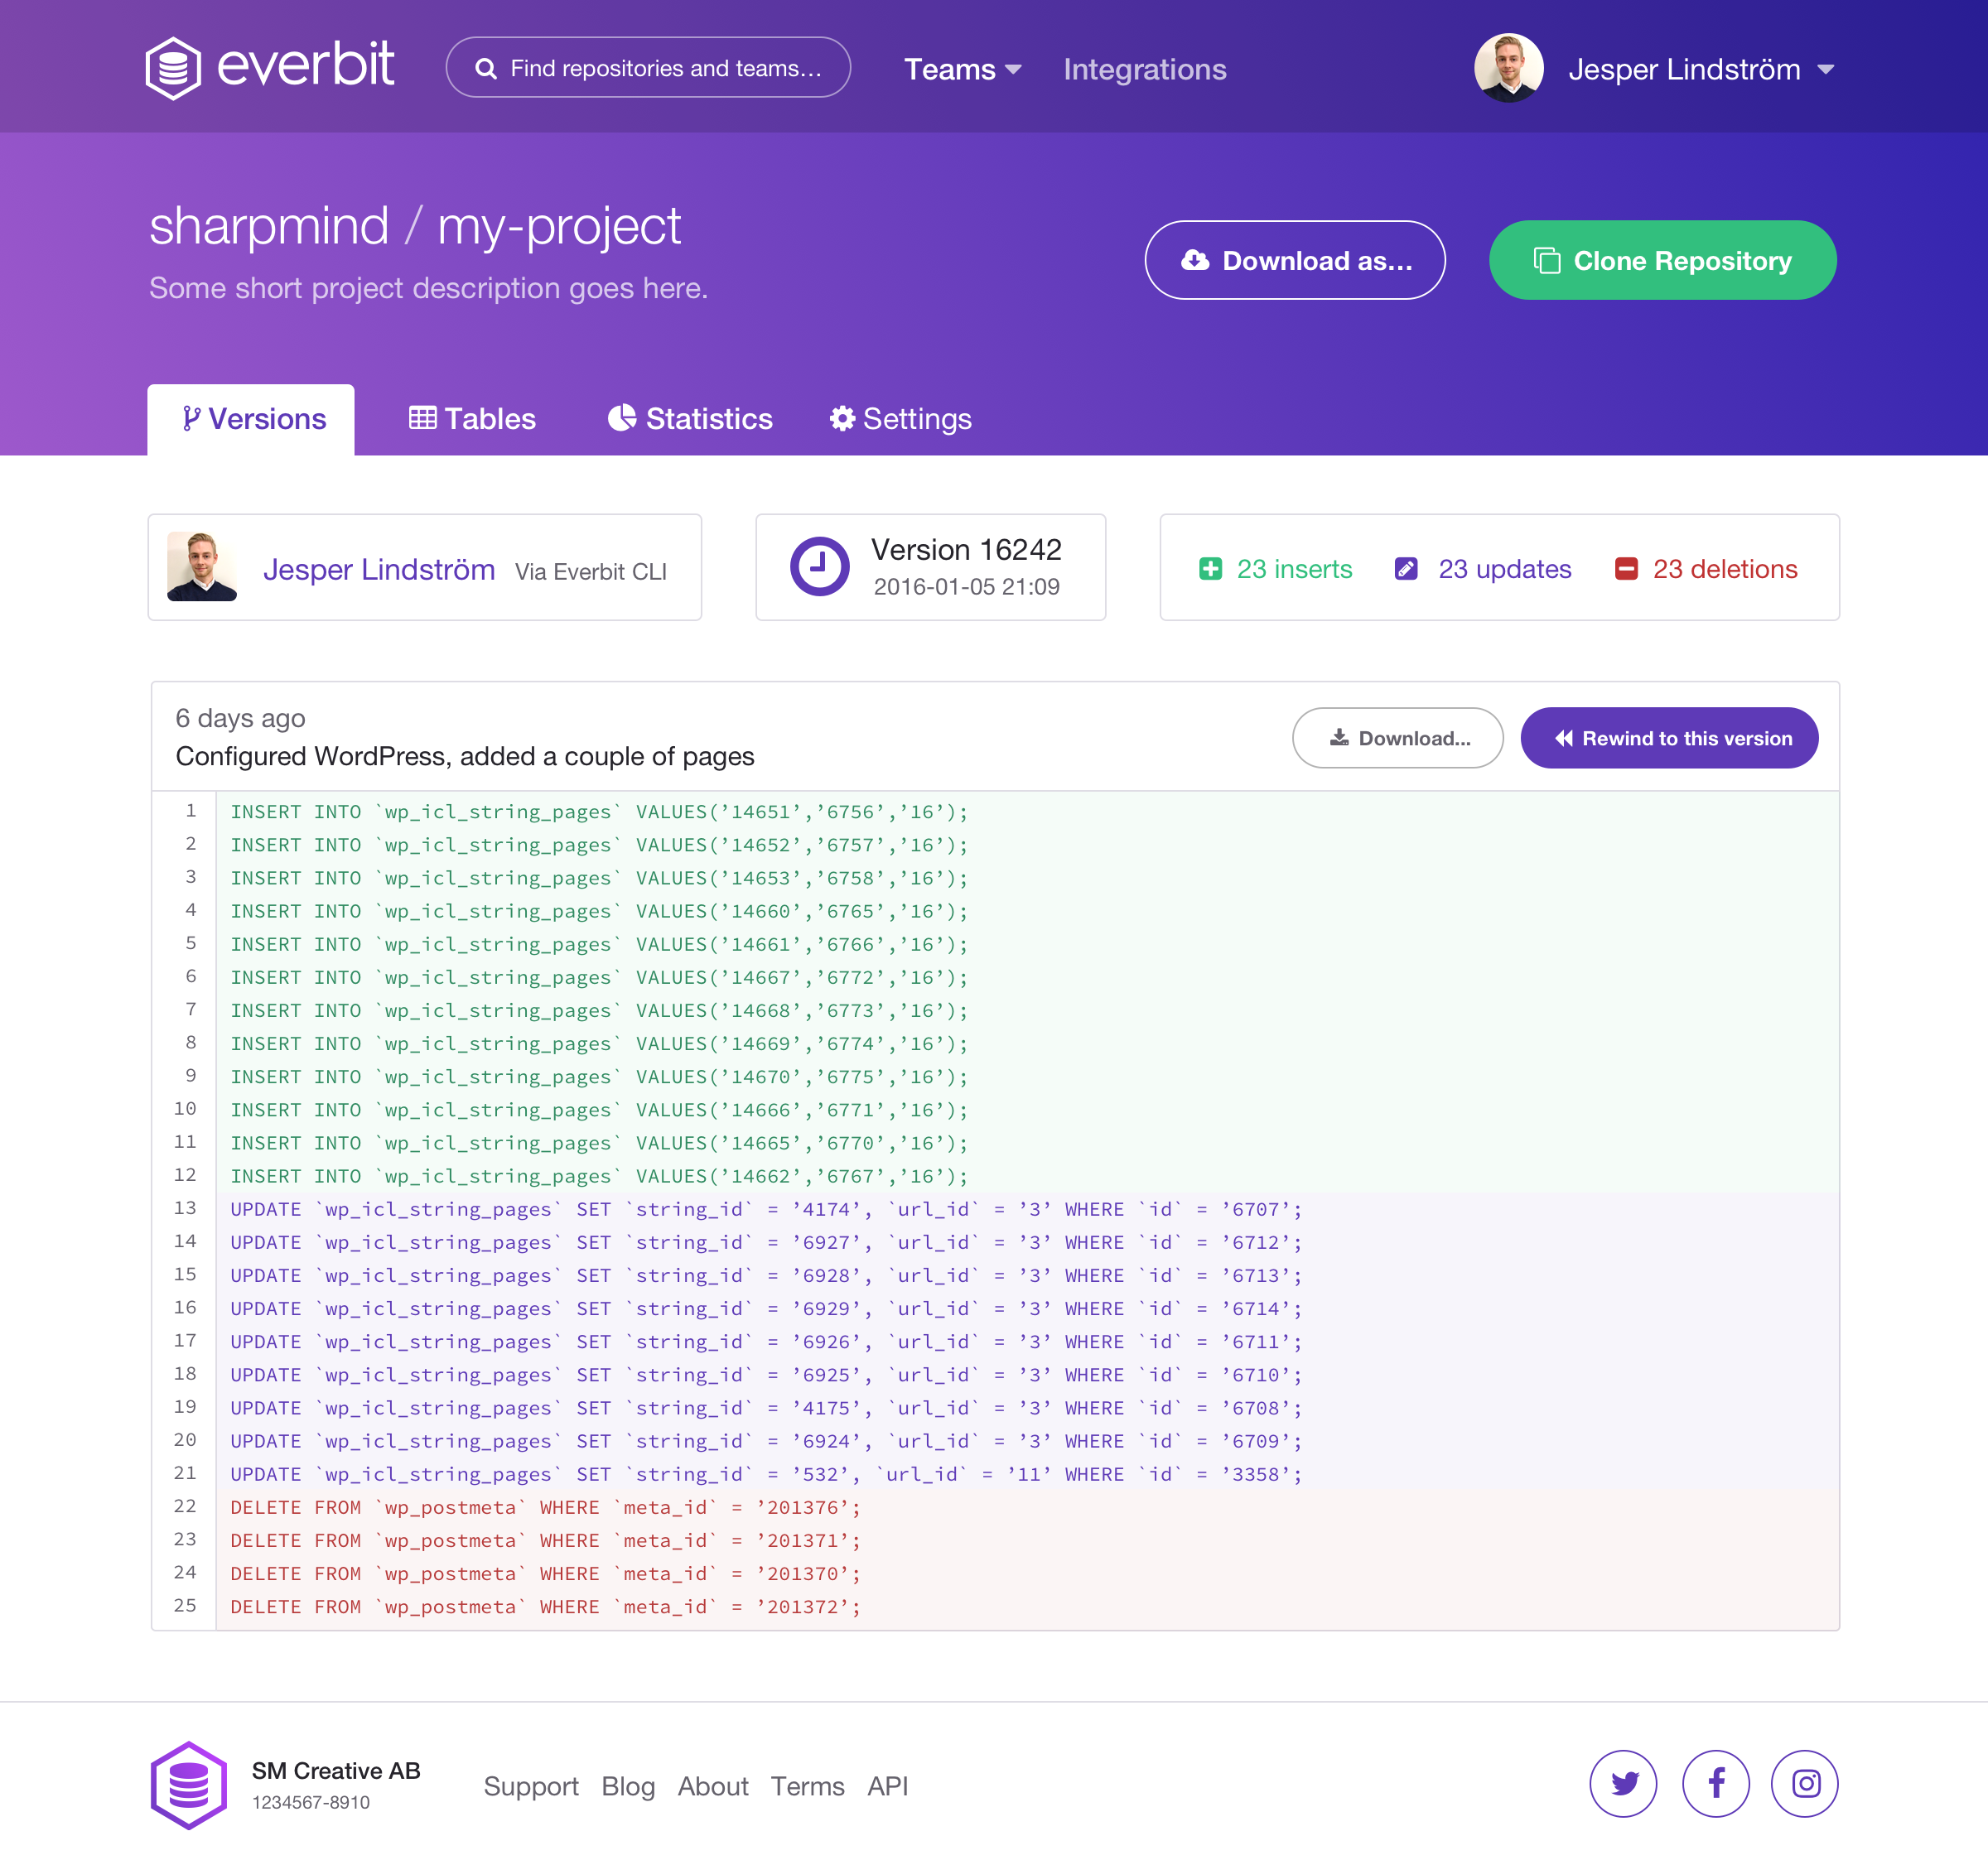 everbit
Find repositories and teams...
Teams
Integrations
Jesper Lindström
sharpmind / my-project
Some short project description goes here.
Download as...
Clone Repository
Versions
Tables
Statistics
Settings
Jesper Lindström Via Everbit CLI
Version 16242
2016-01-05 21:09
23 inserts
23 updates
23 deletions
6 days ago
Configured WordPress, added a couple of pages
Download...
Rewind to this version
1 INSERT INTO `wp_icl_string_pages` VALUES(’14651’,’6756’,’16’);
2 INSERT INTO `wp_icl_string_pages` VALUES(’14652’,’6757’,’16’);
3 INSERT INTO `wp_icl_string_pages` VALUES(’14653’,’6758’,’16’);
4 INSERT INTO `wp_icl_string_pages` VALUES(’14660’,’6765’,’16’);
5 INSERT INTO `wp_icl_string_pages` VALUES(’14661’,’6766’,’16’);
6 INSERT INTO `wp_icl_string_pages` VALUES(’14667’,’6772’,’16’);
7 INSERT INTO `wp_icl_string_pages` VALUES(’14668’,’6773’,’16’);
8 INSERT INTO `wp_icl_string_pages` VALUES(’14669’,’6774’,’16’);
9 INSERT INTO `wp_icl_string_pages` VALUES(’14670’,’6775’,’16’);
10 INSERT INTO `wp_icl_string_pages` VALUES(’14666’,’6771’,’16’);
11 INSERT INTO `wp_icl_string_pages` VALUES(’14665’,’6770’,’16’);
12 INSERT INTO `wp_icl_string_pages` VALUES(’14662’,’6767’,’16’);
13 UPDATE `wp_icl_string_pages` SET `string_id` = ’4174’, `url_id` = ’3’ WHERE `id` = ’6707’;
14 UPDATE `wp_icl_string_pages` SET `string_id` = ’6927’, `url_id` = ’3’ WHERE `id` = ’6712’;
15 UPDATE `wp_icl_string_pages` SET `string_id` = ’6928’, `url_id` = ’3’ WHERE `id` = ’6713’;
16 UPDATE `wp_icl_string_pages` SET `string_id` = ’6929’, `url_id` = ’3’ WHERE `id` = ’6714’;
17 UPDATE `wp_icl_string_pages` SET `string_id` = ’6926’, `url_id` = ’3’ WHERE `id` = ’6711’;
18 UPDATE `wp_icl_string_pages` SET `string_id` = ’6925’, `url_id` = ’3’ WHERE `id` = ’6710’;
19 UPDATE `wp_icl_string_pages` SET `string_id` = ’4175’, `url_id` = ’3’ WHERE `id` = ’6708’;
20 UPDATE `wp_icl_string_pages` SET `string_id` = ’6924’, `url_id` = ’3’ WHERE `id` = ’6709’;
21 UPDATE `wp_icl_string_pages` SET `string_id` = ’532’, `url_id` = ’11’ WHERE `id` = ’3358’;
22 DELETE FROM `wp_postmeta` WHERE `meta_id` = ’201376’;
23 DELETE FROM `wp_postmeta` WHERE `meta_id` = ’201371’;
24 DELETE FROM `wp_postmeta` WHERE `meta_id` = ’201370’;
25 DELETE FROM `wp_postmeta` WHERE `meta_id` = ’201372’;
SM Creative AB
1234567-8910
Support
Blog
About
Terms
API